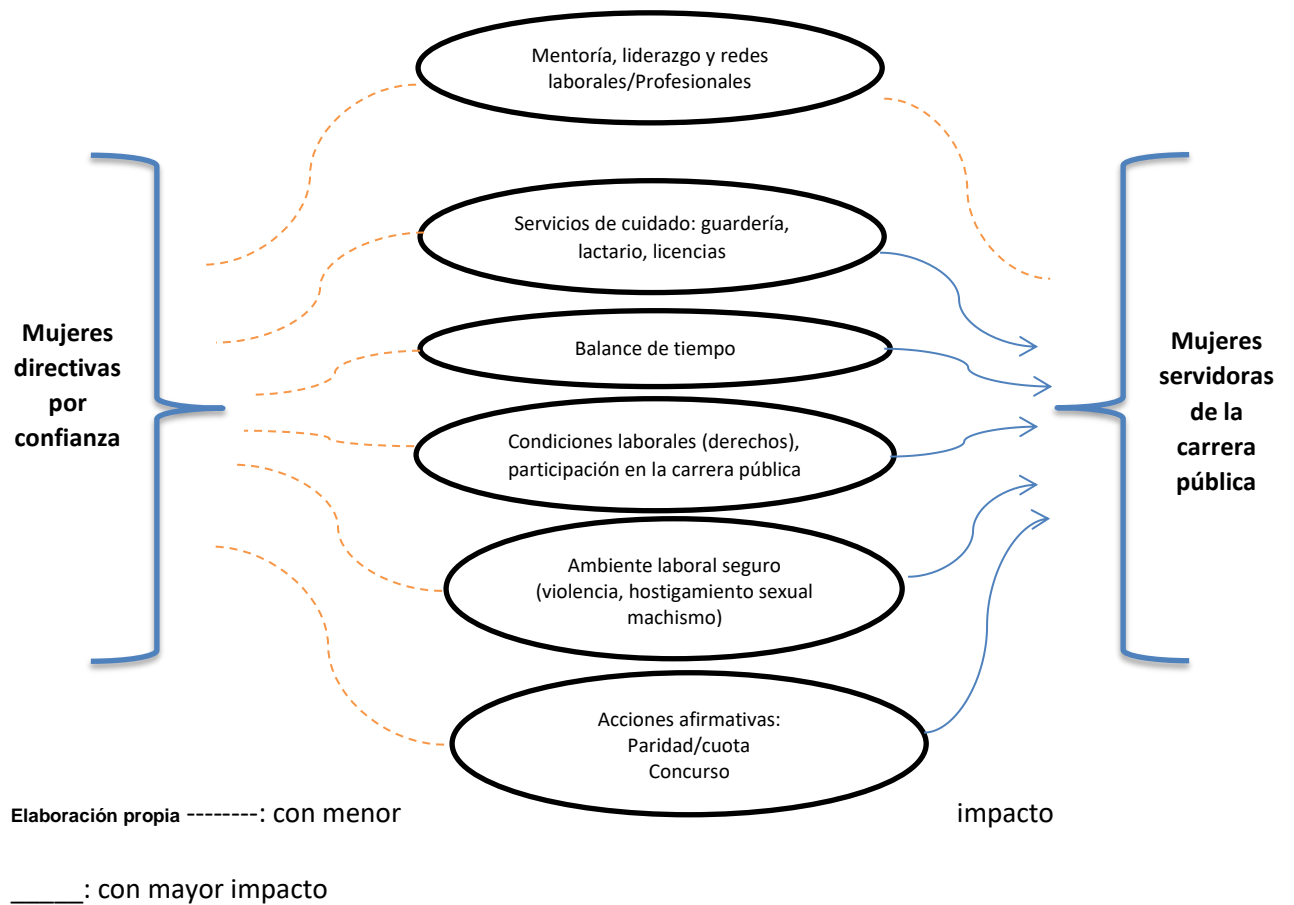 Mentoría, liderazgo y redes
laborales/Profesionales
Servicios de cuidado: guardería,
lactario, licencias
Mujeres
directivas
por
confianza
Balance de tiempo
Mujeres
servidoras
de la
carrera
pública
Condiciones laborales (derechos),
participación en la carrera pública
Ambiente laboral seguro
(violencia, hostigamiento sexual
machismo)
Acciones afirmativas:
Paridad/cuota
Concurso
Elaboración propia --------: con menor impacto
_____: con mayor impacto